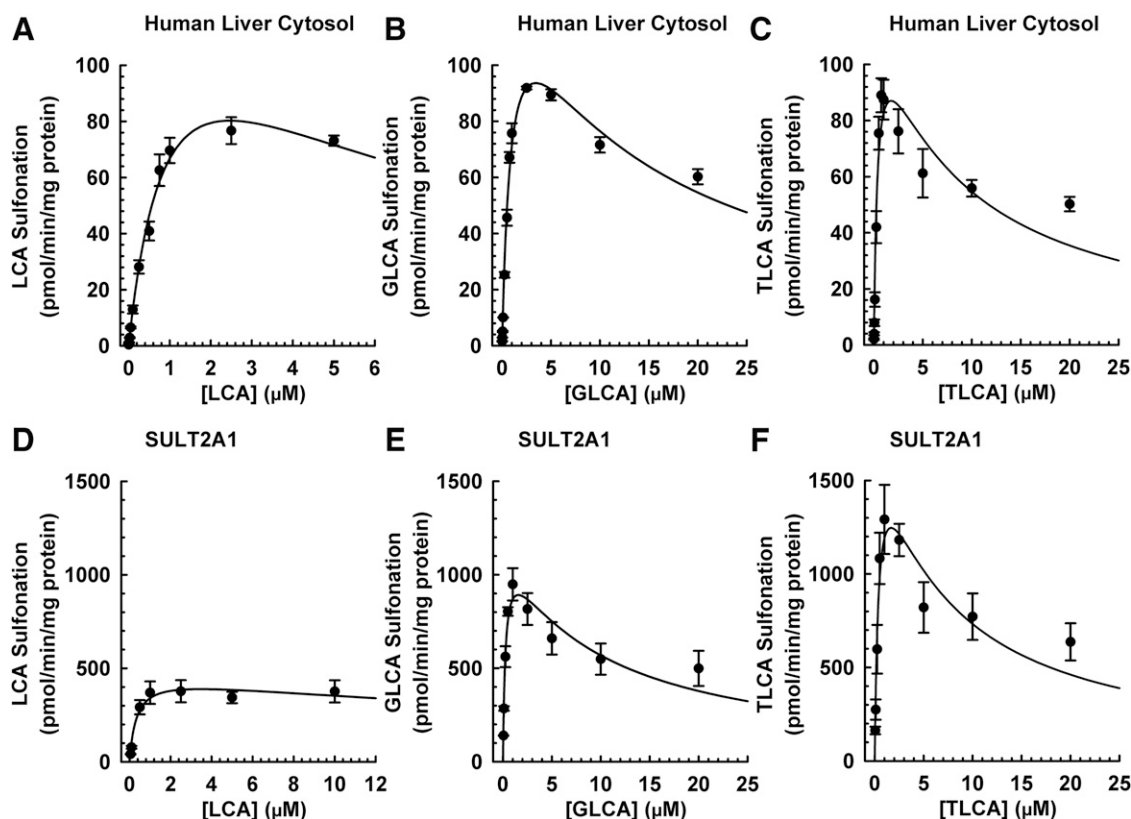 A Human Liver Cytosol
LCA Sulfonation
(pmol/min/mg protein)
100
80
60
40
20
0
0 1 2 3 4 5 6
[LCA] (µM)
B Human Liver Cytosol
GLCA Sulfonation
(pmol/min/mg protein)
100
80
60
40
20
0
0 5 10 15 20 25
[GLCA] (µM)
C Human Liver Cytosol
TLCA Sulfonation
(pmol/min/mg protein)
100
80
60
40
20
0
0 5 10 15 20 25
[TLCA] (µM)
D SULT2A1
LCA Sulfonation
(pmol/min/mg protein)
1500
1000
500
0
0 2 4 6 8 10 12
[LCA] (µM)
E SULT2A1
GLCA Sulfonation
(pmol/min/mg protein)
1500
1000
500
0
0 5 10 15 20 25
[GLCA] (µM)
F SULT2A1
TLCA Sulfonation
(pmol/min/mg protein)
1500
1000
500
0
0 5 10 15 20 25
[TLCA] (µM)